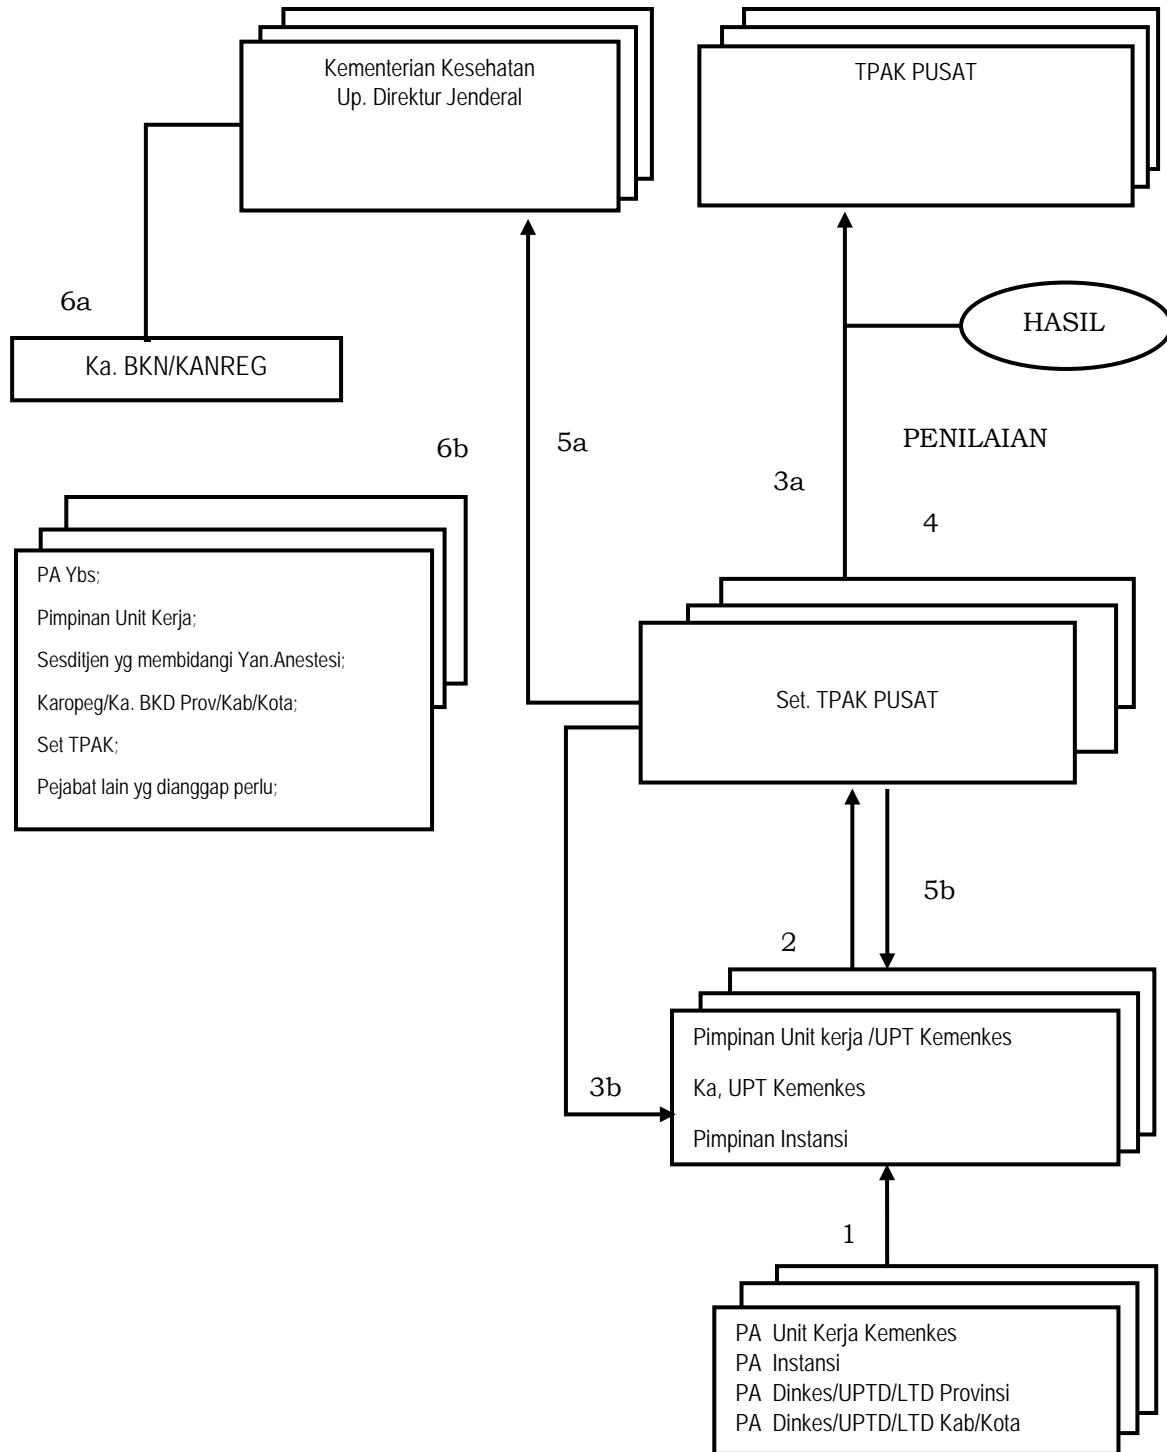 Kementerian Kesehatan
Up. Direktur Jenderal
TPAK PUSAT
6a
HASIL
Ka. BKN/KANREG
6b
5a
PENILAIAN
3a
4
PA Ybs;
Pimpinan Unit Kerja;
Sesditjen yg membidangi Yan.Anestesi;
Karopeg/Ka. BKD Prov/Kab/Kota;
Set TPAK;
Pejabat lain yg dianggap perlu;
Set. TPAK PUSAT
5b
2
Pimpinan Unit kerja /UPT Kemenkes
Ka, UPT Kemenkes
Pimpinan Instansi
3b
1
PA Unit Kerja Kemenkes
PA Instansi
PA Dinkes/UPTD/LTD Provinsi
PA Dinkes/UPTD/LTD Kab/Kota